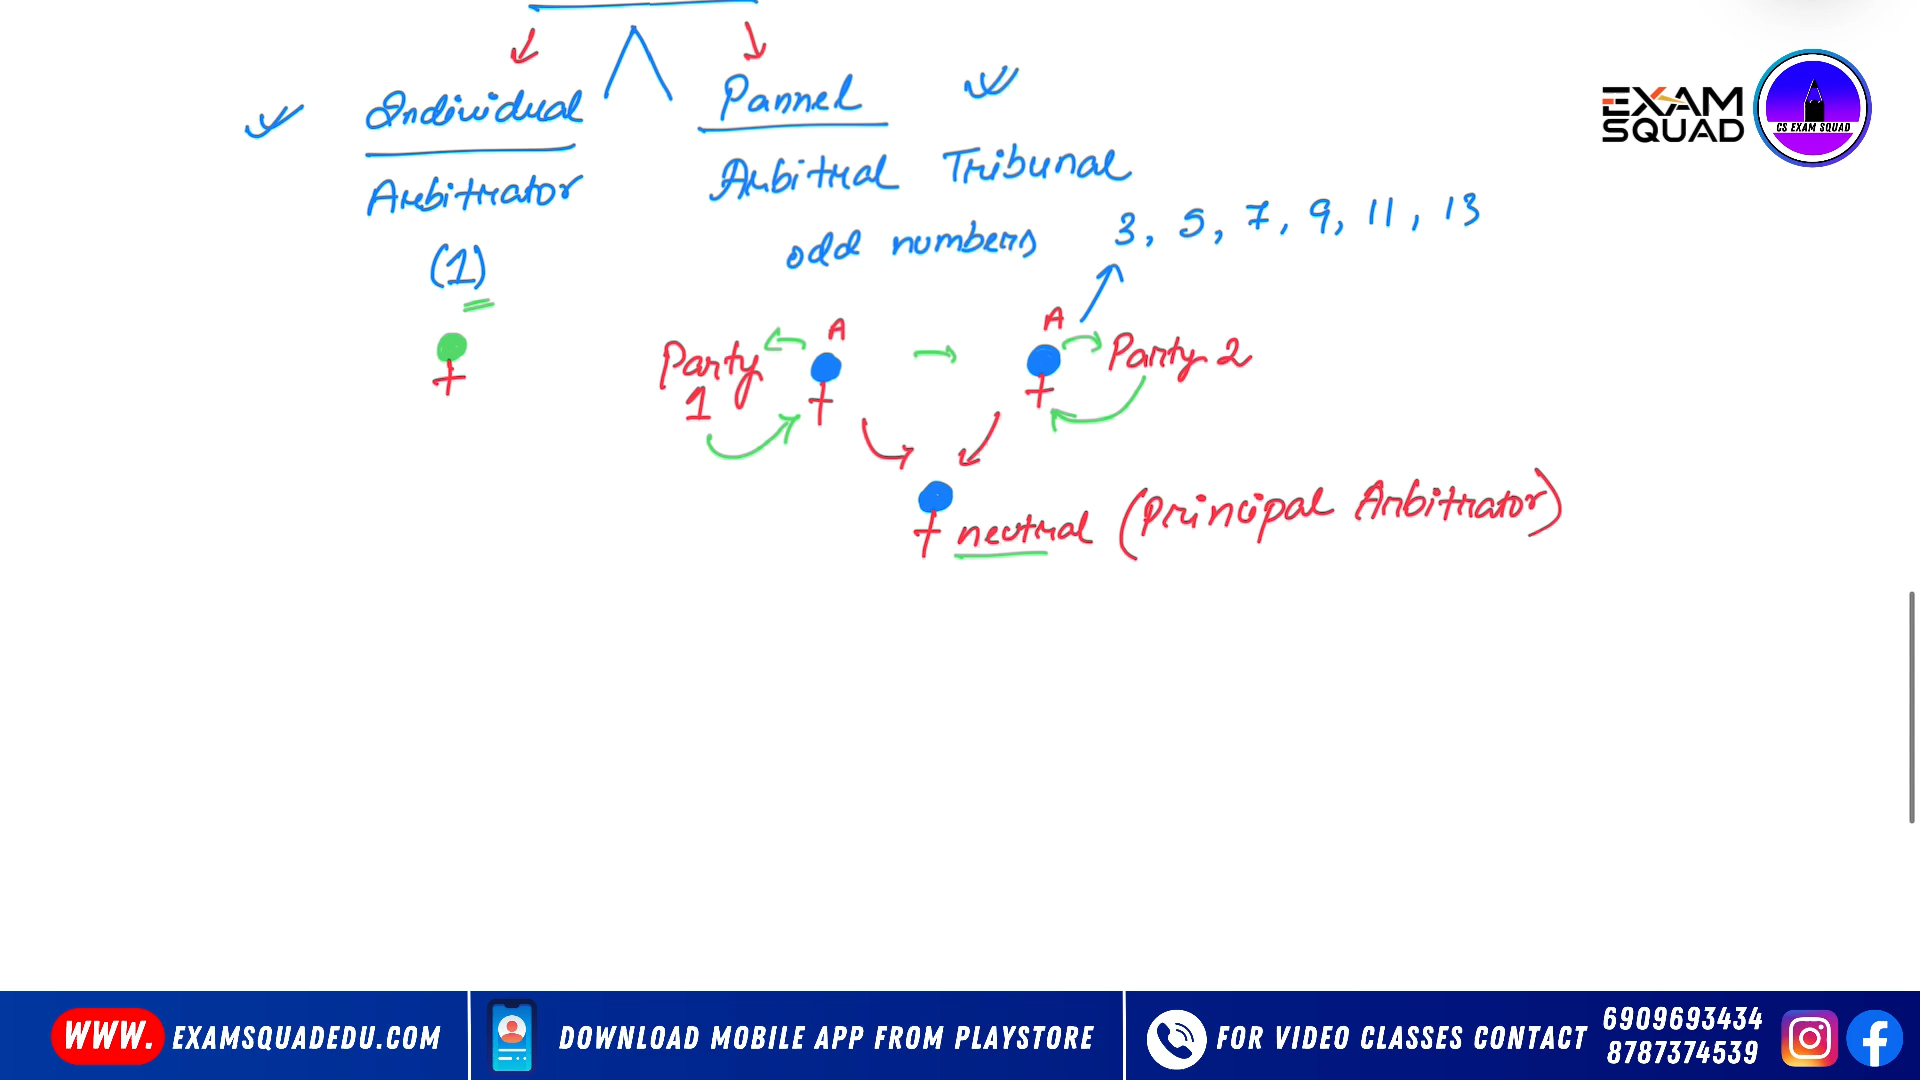 Individual
Pannel
Arbitrator
Arbitral Tribunal
(1)
odd numbers 3, 5, 7, 9, 11, 13
A
A
Party
1
Party 2
neutral (Principal Arbitrator)
EXAM
SQUAD
CS EXAM SQUAD
WWW. EXAMSQUADEDU.COM
DOWNLOAD MOBILE APP FROM PLAYSTORE
FOR VIDEO CLASSES CONTACT
6909693434
8787374539